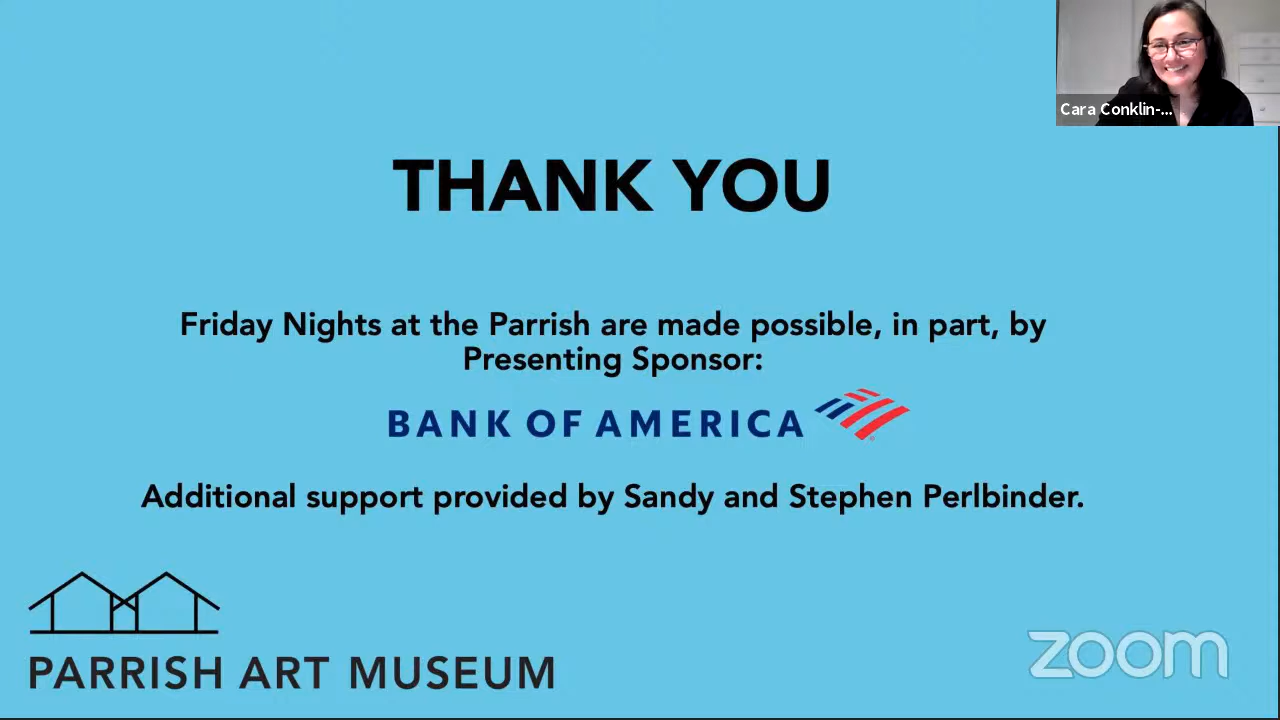 Cara Conklin-...
THANK YOU
Friday Nights at the Parrish are made possible, in part, by
Presenting Sponsor:
BANK OF AMERICA
Additional support provided by Sandy and Stephen Perlbinder.
PARRISH ART MUSEUM
zoom